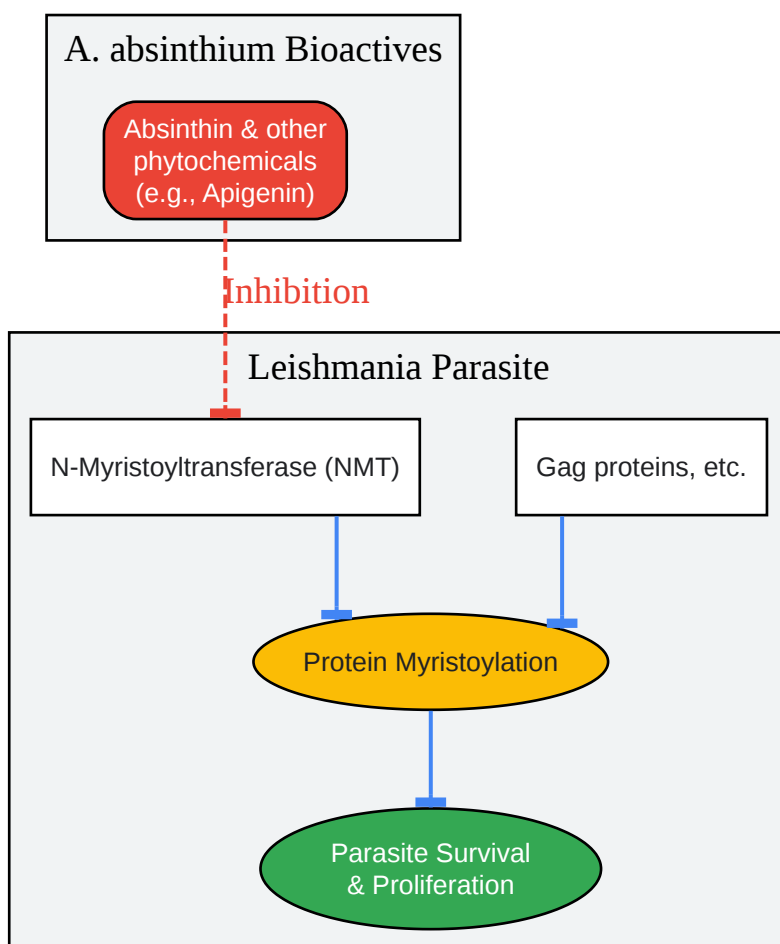 A. absinthium Bioactives
Absinthin & other
phytochemicals
(e.g., Apigenin)
Inhibition
Leishmania Parasite
N-Myristoyltransferase (NMT)
Gag proteins, etc.
Protein Myristoylation
Parasite Survival
& Proliferation